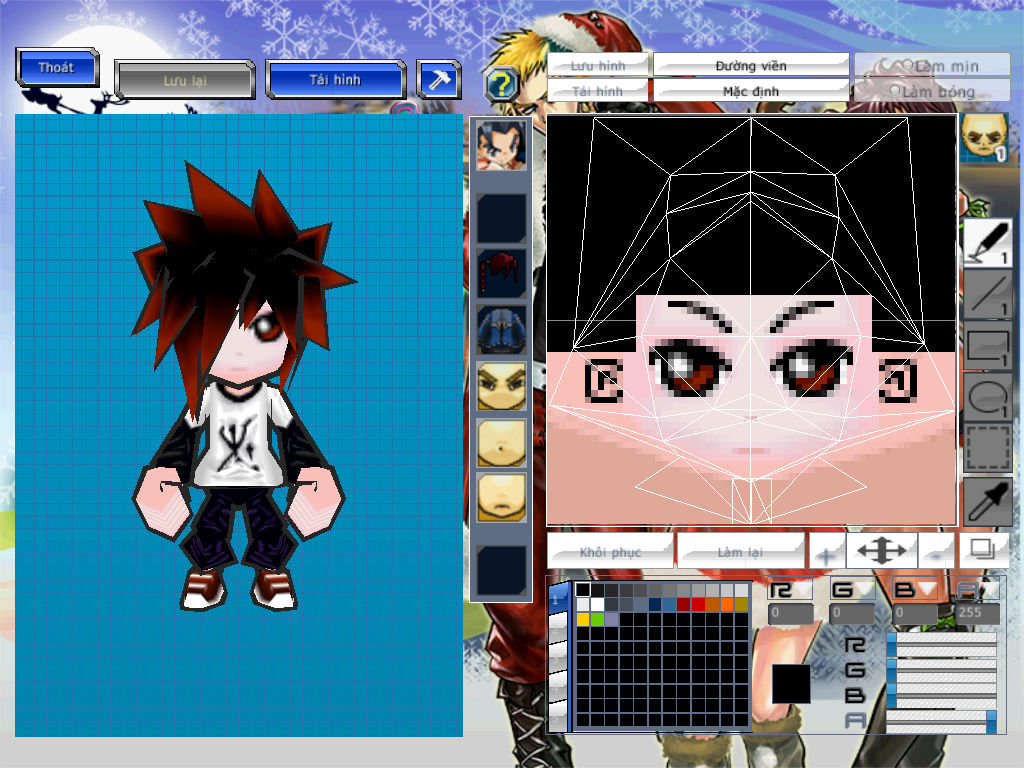 Thoát
Lưu lại
Tải hình
?
Lưu hình
Đường viền
Làm mịn
Tải hình
Mặc định
Làm bóng
1
1
1
1
1
Khôi phục
Làm lại
+
-
1
R
G
B
A
0
0
0
255
R
G
B
A